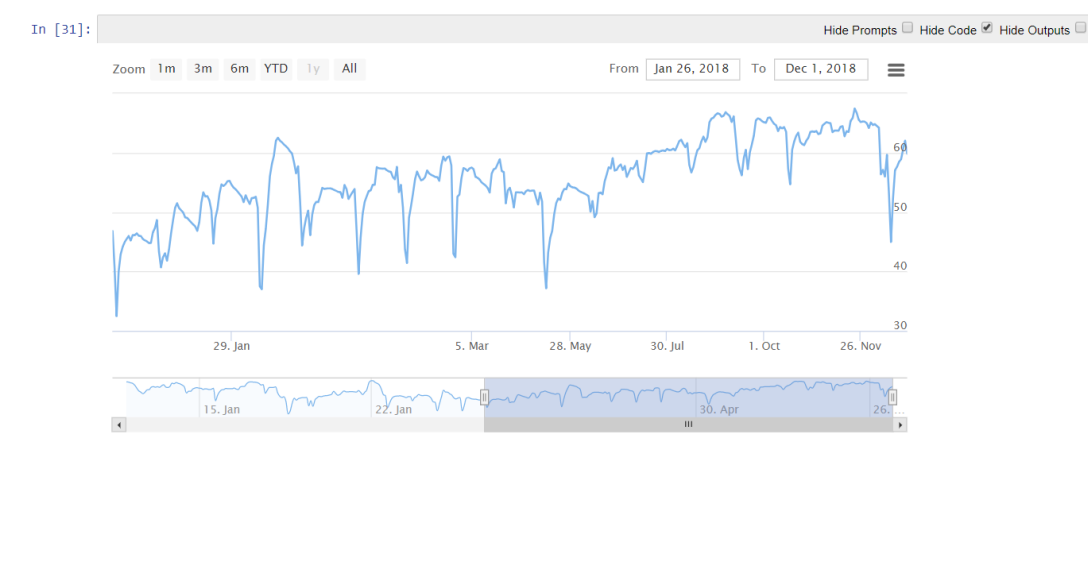 In [31]:
Hide Prompts Hide Code Hide Outputs
Zoom 1m 3m 6m YTD 1y All From Jan 26, 2018 To Dec 1, 2018
60
50
40
30
29. Jan 5. Mar 28. May 30. Jul 1. Oct 26. Nov
15. Jan 22. Jan 30. Apr 26. …